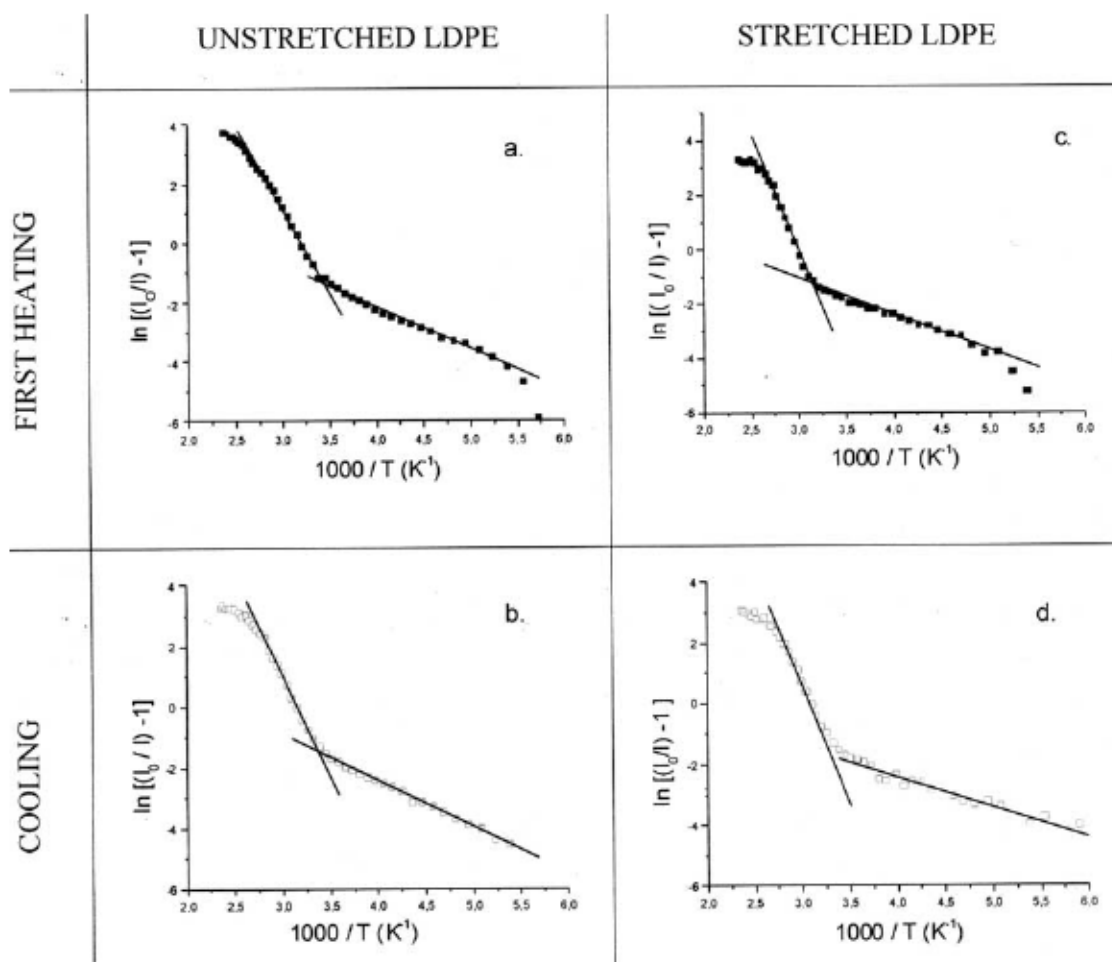 UNSTRETCHED LDPE
STRETCHED LDPE
FIRST HEATING
a.
4
2
0
-2
-4
-6
ln [(I₀/I) -1]
2,0 2,5 3,0 3,5 4,0 4,5 5,0 5,5 6,0
1000 / T (K⁻¹)
c.
4
2
0
-2
-4
-6
ln [( I₀ / I ) -1]
2,0 2,5 3,0 3,5 4,0 4,5 5,0 5,5 6,0
1000 / T (K⁻¹)
COOLING
b.
4
2
0
-2
-4
-6
ln [(I₀ / I) -1]
2,0 2,5 3,0 3,5 4,0 4,5 5,0 5,5 6,0
1000 / T (K⁻¹)
d.
4
2
0
-2
-4
-6
ln [(I₀/I) -1 ]
2,0 2,5 3,0 3,5 4,0 4,5 5,0 5,5 6,0
1000 / T (K⁻¹)